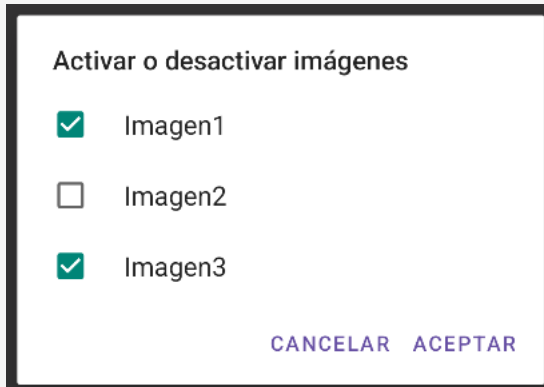 Activar o desactivar imágenes
Imagen1
Imagen2
Imagen3
CANCELAR ACEPTAR